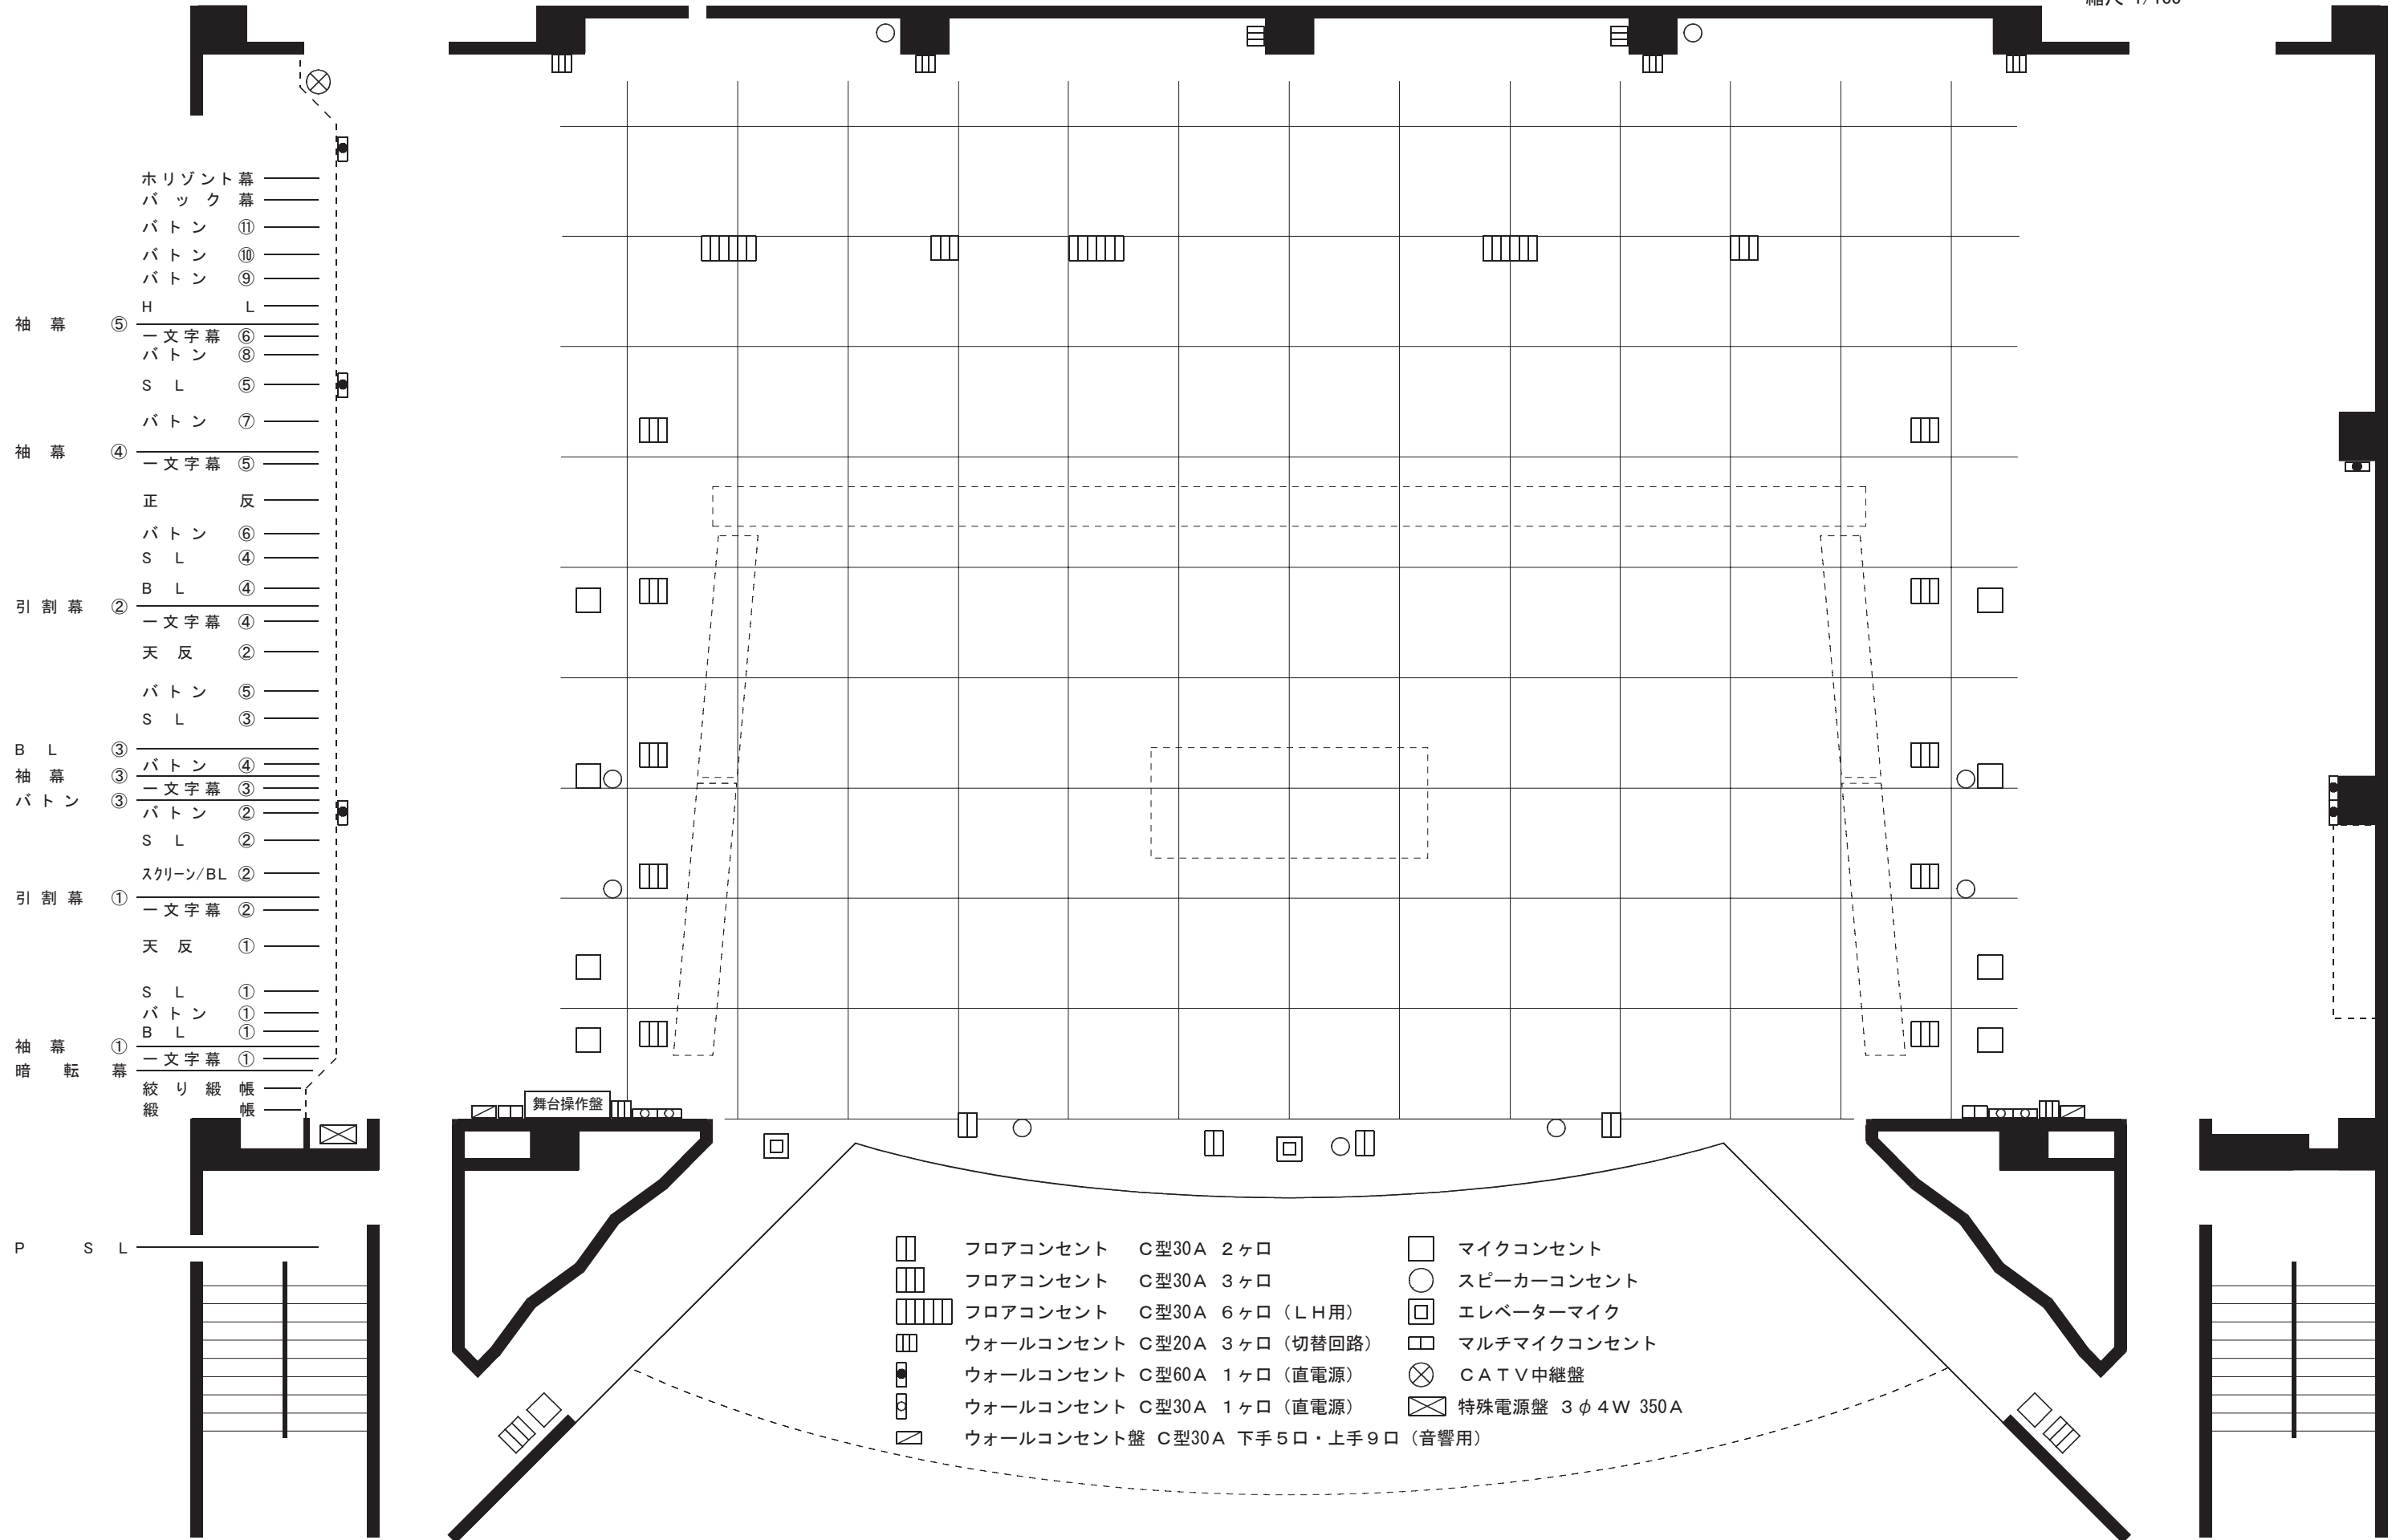 縮尺 1/100
ホリゾント幕
バック幕
バトン ⑪
バトン ⑩
バトン ⑨
H L
袖幕 ⑤
一文字幕 ⑥
バトン ⑧
S L ⑤
バトン ⑦
袖幕 ④
一文字幕 ⑤
正反
バトン ⑥
S L ④
B L ④
引割幕 ②
一文字幕 ④
天反 ②
バトン ⑤
S L ③
B L ③
バトン ④
袖幕 ③
一文字幕 ③
バトン ③
バトン ②
S L ②
スクリーン/BL ②
引割幕 ①
一文字幕 ②
天反 ①
S L ①
バトン ①
B L ①
袖幕 ①
一文字幕 ①
暗転幕
絞り緞帳
緞帳
舞台操作盤
P S L
フロアコンセント C型30A 2ヶ口
フロアコンセント C型30A 3ヶ口
フロアコンセント C型30A 6ヶ口（LH用）
ウォールコンセント C型20A 3ヶ口（切替回路）
ウォールコンセント C型60A 1ヶ口（直電源）
ウォールコンセント C型30A 1ヶ口（直電源）
ウォールコンセント盤 C型30A 下手5口・上手9口（音響用）
マイクコンセント
スピーカーコンセント
エレベーターマイク
マルチマイクコンセント
CATV中継盤
特殊電源盤 3φ4W 350A